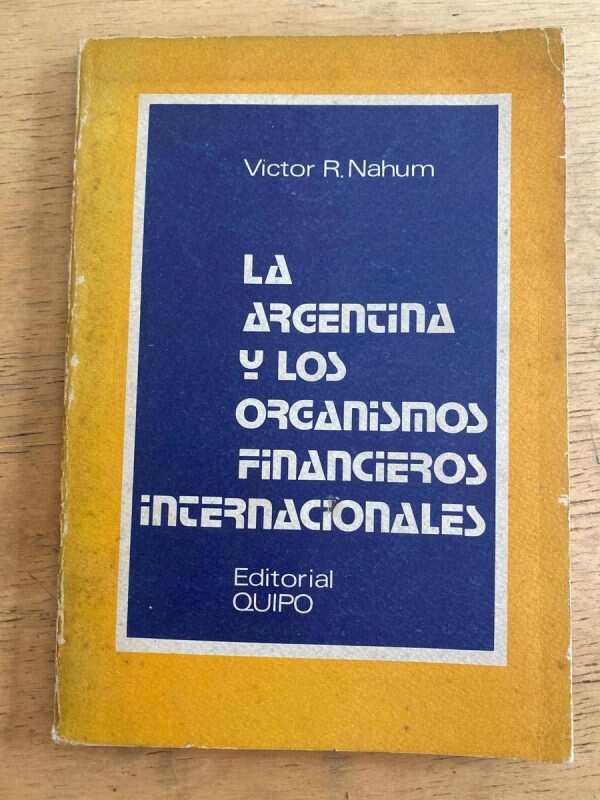 Victor R. Nahum
LA
ARGENTINA
Y LOS
ORGANISMOS
FINANCIEROS
INTERNACIONALES
Editorial
QUIPO